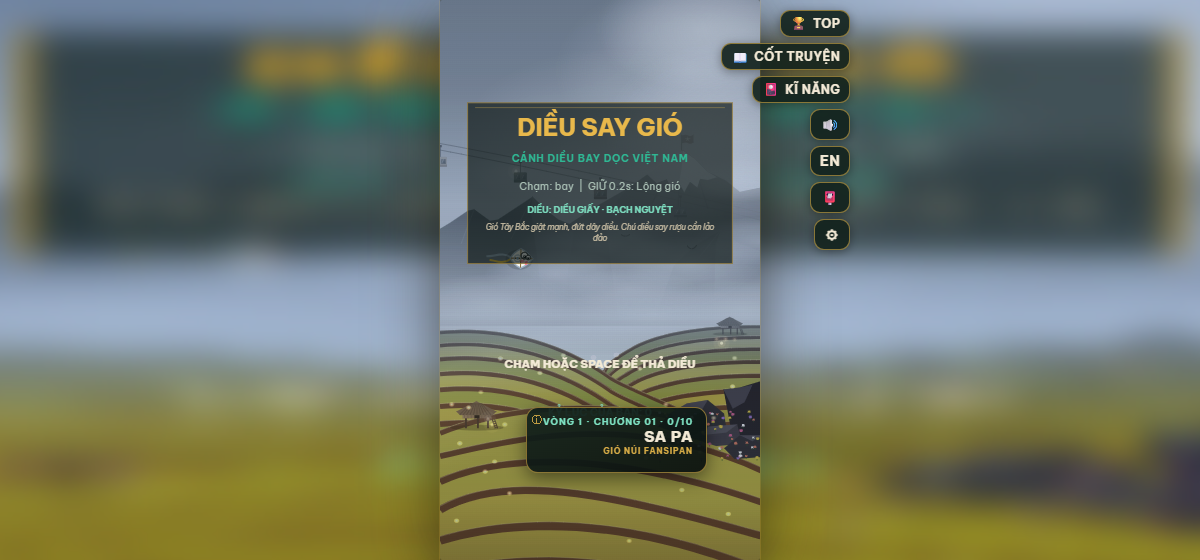 TOP
CỐT TRUYỆN
KĨ NĂNG
EN
DIỀU SAY GIÓ
CÁNH DIỀU BAY DỌC VIỆT NAM
Chạm: bay | GIỮ 0.2s: Lộng gió
DIỀU: DIỀU GIẤY · BẠCH NGUYỆT
Gió Tây Bắc giật mạnh, đứt dây diều. Chú diều say rượu cần lảo
đảo
CHẠM HOẶC SPACE ĐỂ THẢ DIỀU
VÒNG 1 · CHƯƠNG 01 · 0/10
SA PA
GIÓ NÚI FANSIPAN